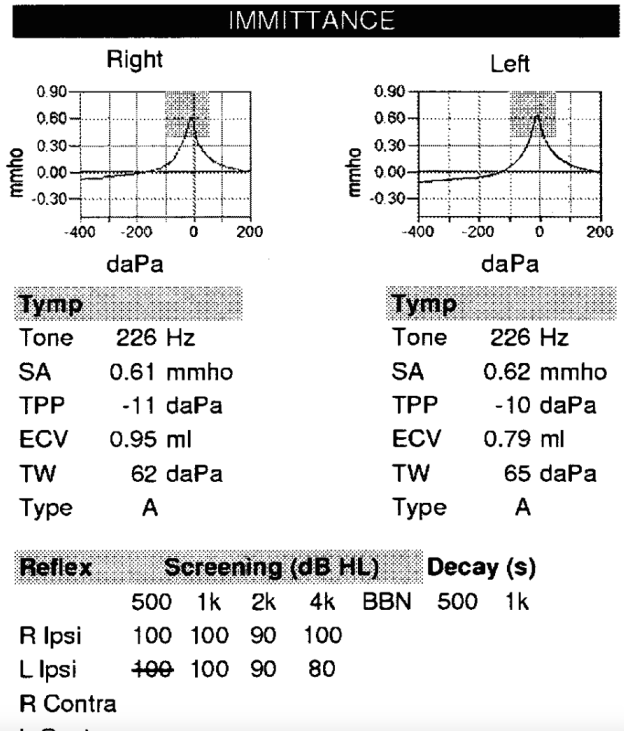 IMMITTANCE
Right
Left
0.90
0.60
0.30
0.00
-0.30
mmho
-400 -200 0 200
daPa
0.90
0.60
0.30
0.00
-0.30
mmho
-400 -200 0 200
daPa
Tymp
Tone 226 Hz
SA 0.61 mmho
TPP -11 daPa
ECV 0.95 ml
TW 62 daPa
Type A
Tymp
Tone 226 Hz
SA 0.62 mmho
TPP -10 daPa
ECV 0.79 ml
TW 65 daPa
Type A
Reflex Screening (dB HL) Decay (s)
500 1k 2k 4k BBN 500 1k
R Ipsi 100 100 90 100
L Ipsi 100 100 90 80
R Contra